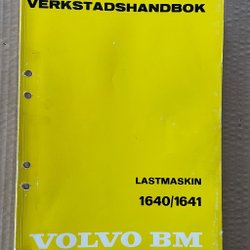 VERKSTADSHANDBOK
LASTMASKIN
1640/1641
VOLVO BM